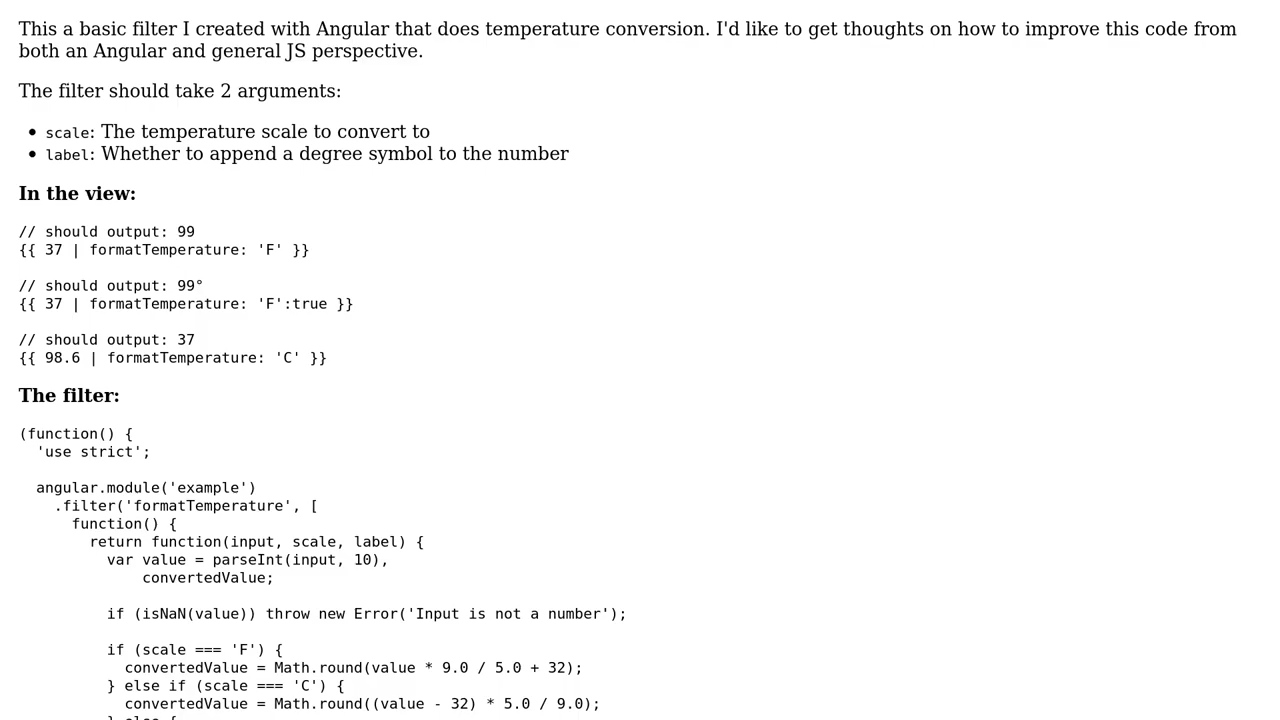 This a basic filter I created with Angular that does temperature conversion. I'd like to get thoughts on how to improve this code from
both an Angular and general JS perspective.
The filter should take 2 arguments:
• scale: The temperature scale to convert to
• label: Whether to append a degree symbol to the number
In the view:
// should output: 99
{{ 37 | formatTemperature: 'F' }}
// should output: 99°
{{ 37 | formatTemperature: 'F':true }}
// should output: 37
{{ 98.6 | formatTemperature: 'C' }}
The filter:
(function() {
  'use strict';
  angular.module('example')
    .filter('formatTemperature', [
      function() {
        return function(input, scale, label) {
          var value = parseInt(input, 10),
              convertedValue;
          if (isNaN(value)) throw new Error('Input is not a number');
          if (scale === 'F') {
            convertedValue = Math.round(value * 9.0 / 5.0 + 32);
          } else if (scale === 'C') {
            convertedValue = Math.round((value - 32) * 5.0 / 9.0);
          } else {